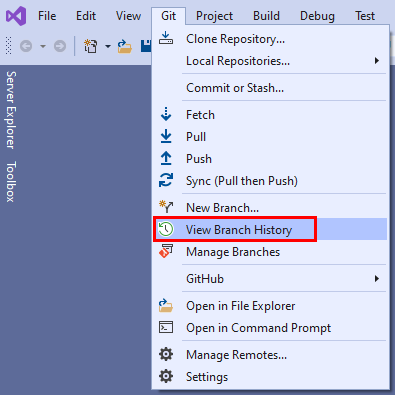 File Edit View Git Project Build Debug Test
Clone Repository...
Local Repositories...
Commit or Stash...
Fetch
Pull
Push
Sync (Pull then Push)
New Branch...
View Branch History
Manage Branches
GitHub
Open in File Explorer
Open in Command Prompt
Manage Remotes...
Settings
Server Explorer
Toolbox